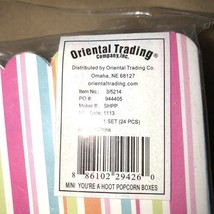 Oriental Trading
Company, Inc.
Distributed by Oriental Trading Co.
Omaha, NE 68127
orientaltrading.com
Item No: 3/5214
PO #: 944405
Maker #: SHPP
Date: 1113
1 SET (24 PCS)
8 86102 29426 0
MINI YOU'RE A HOOT POPCORN BOXES